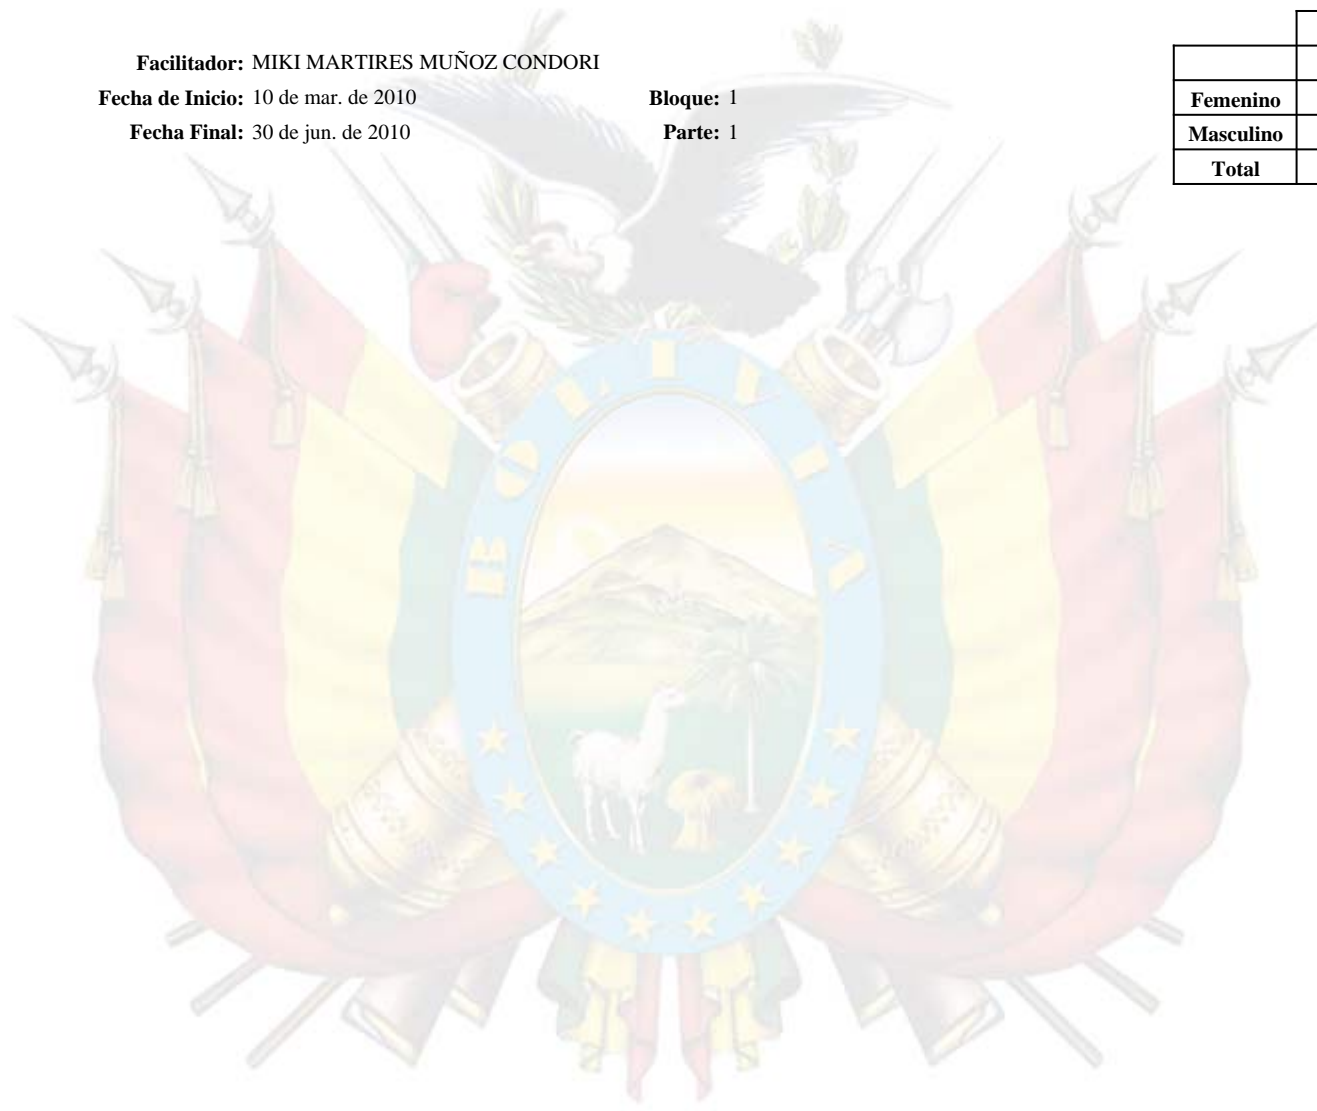 Facilitador: MIKI MARTIRES MUÑOZ CONDORI
Fecha de Inicio: 10 de mar. de 2010 Bloque: 1
Fecha Final: 30 de jun. de 2010 Parte: 1
Femenino
Masculino
Total
BOLIVIA